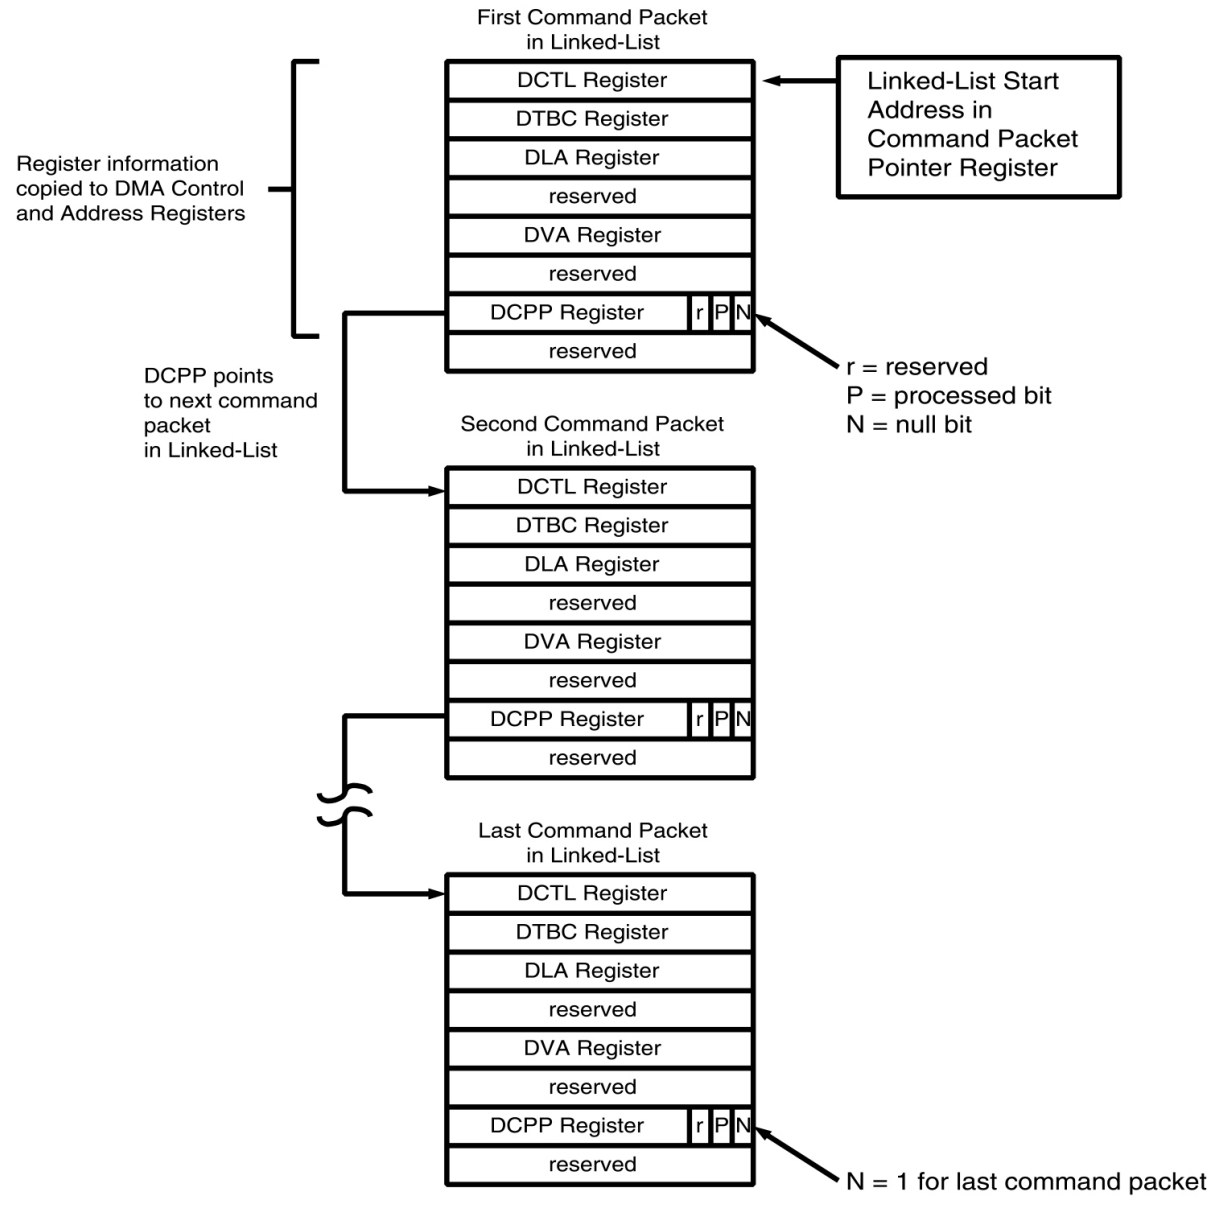 First Command Packet
in Linked-List
DCTL Register
DTBC Register
DLA Register
reserved
DVA Register
reserved
DCPP Register r P N
reserved
Linked-List Start
Address in
Command Packet
Pointer Register
Register information
copied to DMA Control
and Address Registers
r = reserved
P = processed bit
N = null bit
DCPP points
to next command
packet
in Linked-List
Second Command Packet
in Linked-List
DCTL Register
DTBC Register
DLA Register
reserved
DVA Register
reserved
DCPP Register r P N
reserved
Last Command Packet
in Linked-List
DCTL Register
DTBC Register
DLA Register
reserved
DVA Register
reserved
DCPP Register r P N
reserved
N = 1 for last command packet